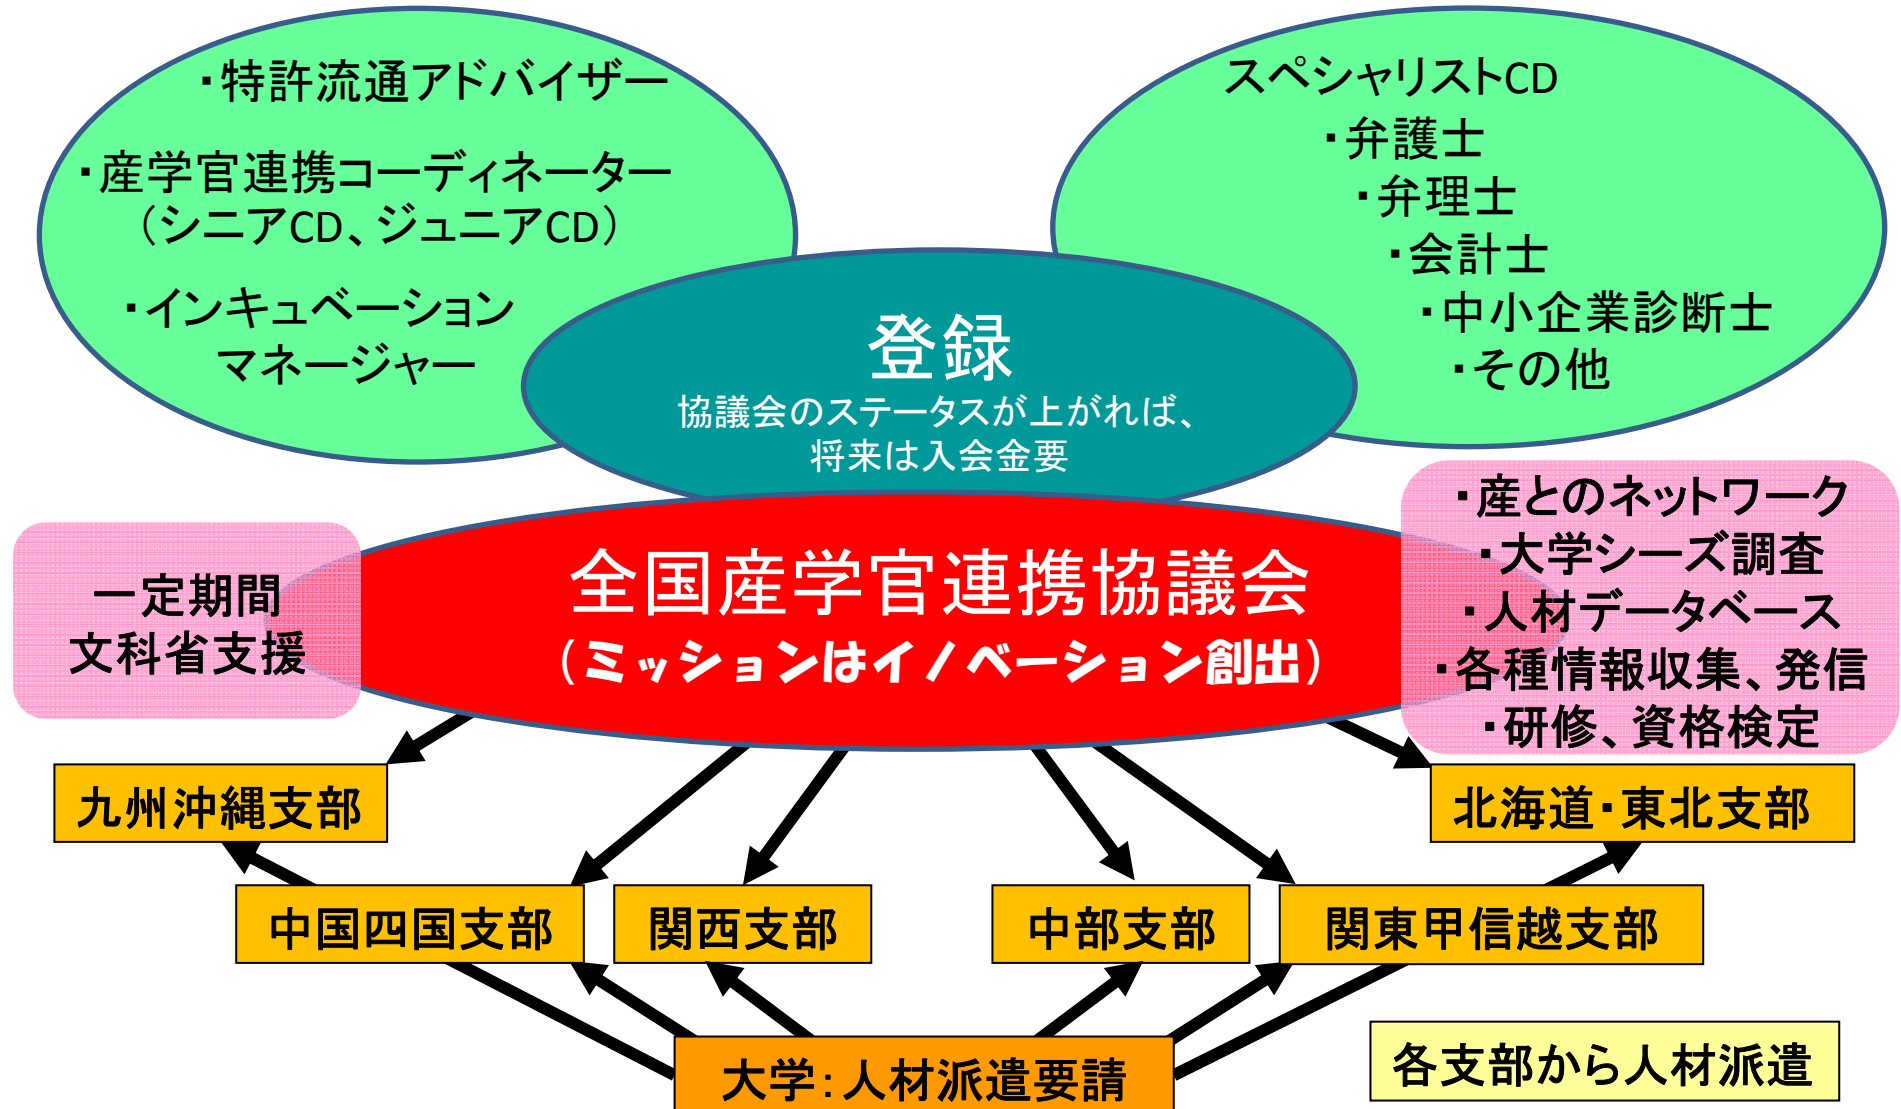 ・特許流通アドバイザー
・産学官連携コーディネーター
（シニアCD、ジュニアCD）
・インキュベーション
マネージャー
スペシャリストCD
・弁護士
・弁理士
・会計士
・中小企業診断士
・その他
登録
協議会のステータスが上がれば、
将来は入会金要
一定期間
文科省支援
全国産学官連携協議会
（ミッションはイノベーション創出）
・産とのネットワーク
・大学シーズ調査
・人材データベース
・各種情報収集、発信
・研修、資格検定
九州沖縄支部
北海道・東北支部
中国四国支部
関西支部
中部支部
関東甲信越支部
大学：人材派遣要請
各支部から人材派遣